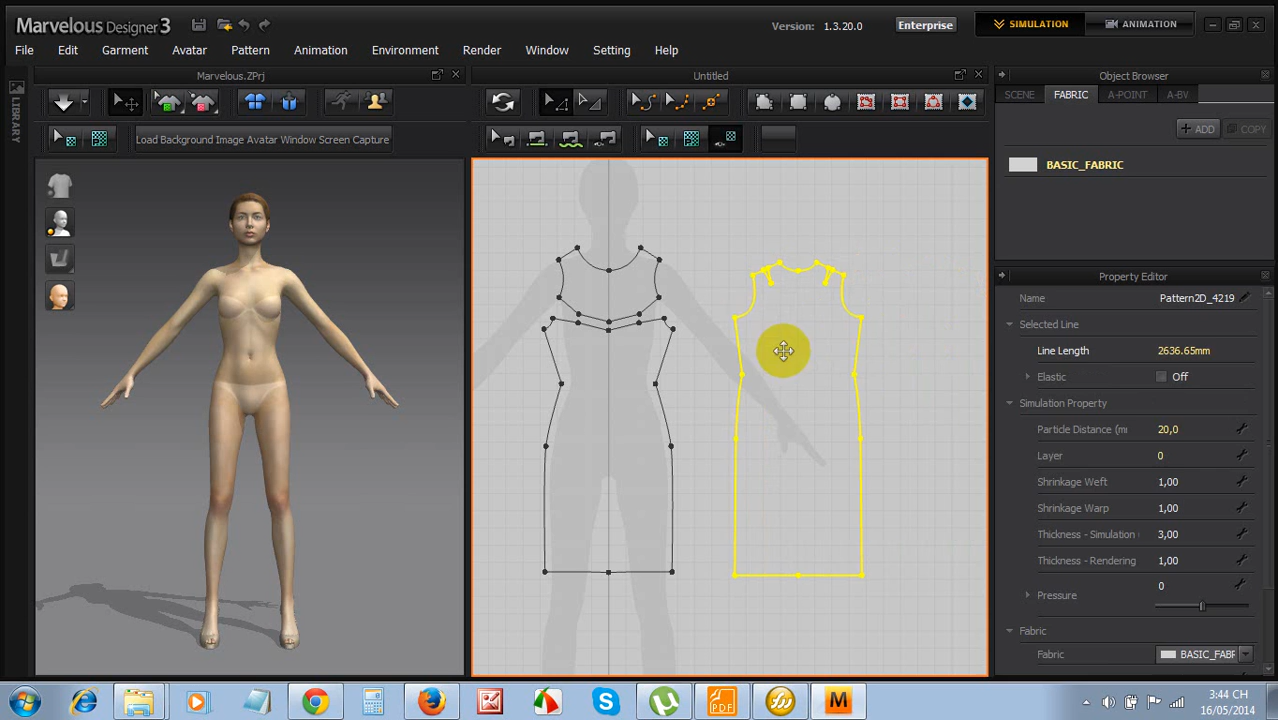 Marvelous Designer 3
Version: 1.3.20.0
Enterprise
SIMULATION
ANIMATION
File Edit Garment Avatar Pattern Animation Environment Render Window Setting Help
Marvelous.ZPrj
Untitled
Object Browser
LIBRARY
SCENE FABRIC A-POINT A-BV
ADD COPY
Load Background Image Avatar Window Screen Capture
BASIC_FABRIC
Property Editor
Name Pattern2D_4219
Selected Line
Line Length 2636.65mm
Elastic Off
Simulation Property
Particle Distance (m
20,0
Layer 0
Shrinkage Weft 1,00
Shrinkage Warp 1,00
Thickness - Simulation 3,00
Thickness - Rendering 1,00
Pressure 0
Fabric
Fabric BASIC_FABR
PDF
M
3:44 CH
16/05/2014